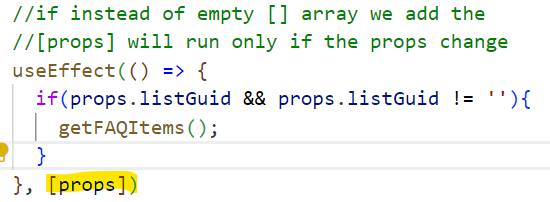 //if instead of empty [] array we add the
//[props] will run only if the props change
useEffect(() => {
if(props.listGuid && props.listGuid != ''){
getFAQItems();
}
}, [props])